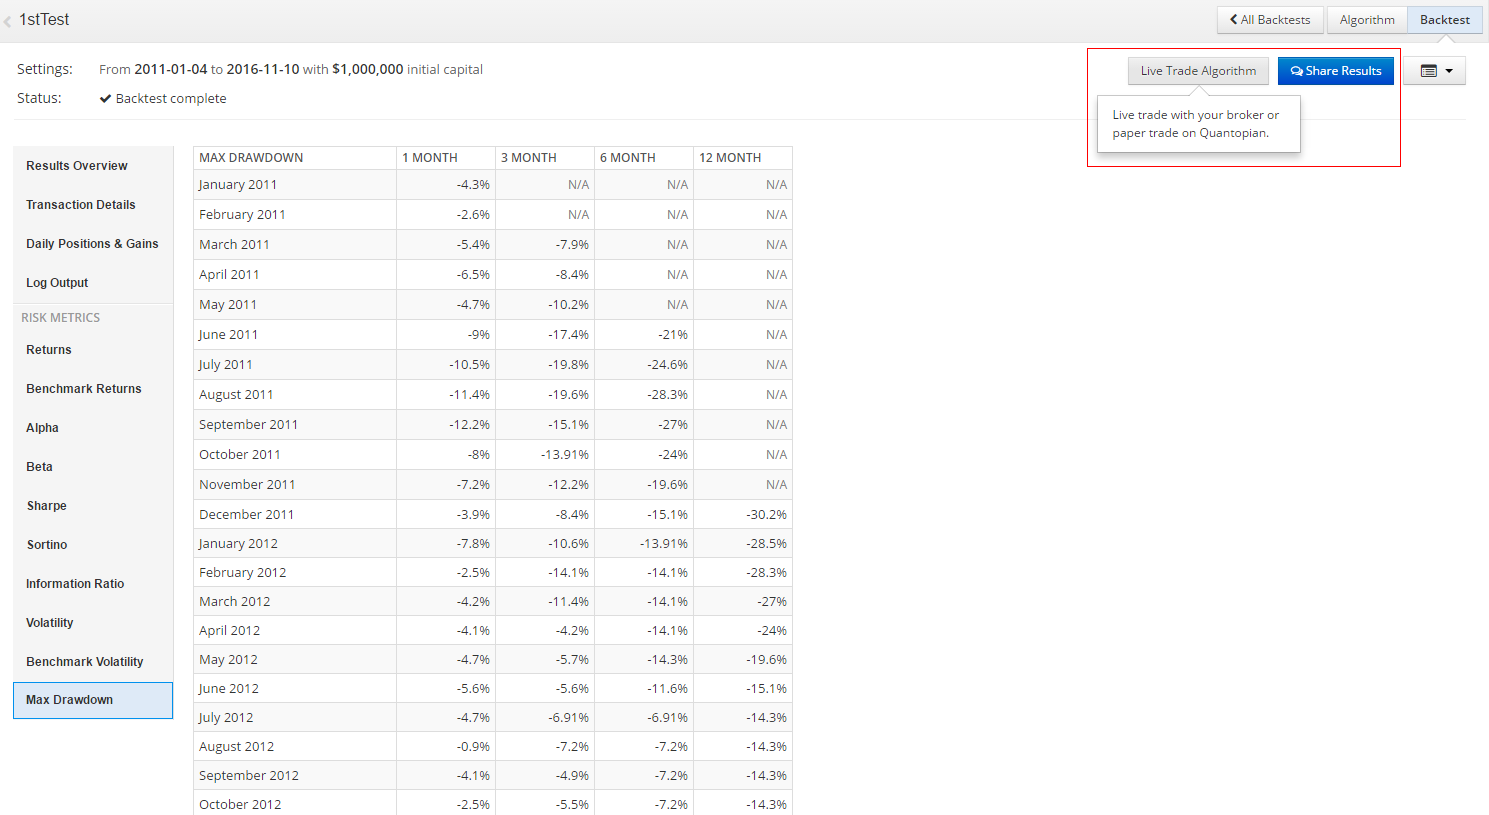 1stTest
All Backtests Algorithm Backtest
Settings: From 2011-01-04 to 2016-11-10 with $1,000,000 initial capital
Live Trade Algorithm Share Results
Status: Backtest complete
Live trade with your broker or
paper trade on Quantopian.
Results Overview
Transaction Details
Daily Positions & Gains
Log Output
RISK METRICS
Returns
Benchmark Returns
Alpha
Beta
Sharpe
Sortino
Information Ratio
Volatility
Benchmark Volatility
Max Drawdown
MAX DRAWDOWN 1 MONTH 3 MONTH 6 MONTH 12 MONTH
January 2011 -4.3% N/A N/A N/A
February 2011 -2.6% N/A N/A N/A
March 2011 -5.4% -7.9% N/A N/A
April 2011 -6.5% -8.4% N/A N/A
May 2011 -4.7% -10.2% N/A N/A
June 2011 -9% -17.4% -21% N/A
July 2011 -10.5% -19.8% -24.6% N/A
August 2011 -11.4% -19.6% -28.3% N/A
September 2011 -12.2% -15.1% -27% N/A
October 2011 -8% -13.91% -24% N/A
November 2011 -7.2% -12.2% -19.6% N/A
December 2011 -3.9% -8.4% -15.1% -30.2%
January 2012 -7.8% -10.6% -13.91% -28.5%
February 2012 -2.5% -14.1% -14.1% -28.3%
March 2012 -4.2% -11.4% -14.1% -27%
April 2012 -4.1% -4.2% -14.1% -24%
May 2012 -4.7% -5.7% -14.3% -19.6%
June 2012 -5.6% -5.6% -11.6% -15.1%
July 2012 -4.7% -6.91% -6.91% -14.3%
August 2012 -0.9% -7.2% -7.2% -14.3%
September 2012 -4.1% -4.9% -7.2% -14.3%
October 2012 -2.5% -5.5% -7.2% -14.3%